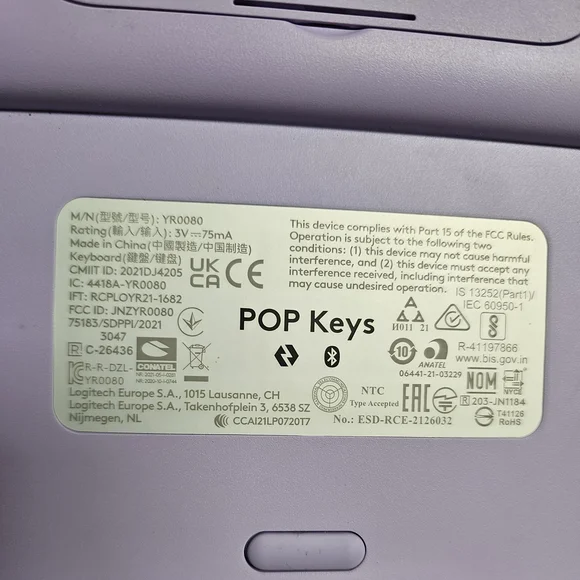 M/N(型號/型号): YR0080
Rating(輸入/输入): 3V⎓75mA
Made in China(中國製造/中国制造)
Keyboard(鍵盤/键盘)
CMIIT ID: 2021DJ4205
IC: 4418A-YR0080
IFT: RCPLOYR21-1682
FCC ID: JNZYR0080
75183/SDPPI/2021
3047
R C-26436
CONATEL
R-R-DZL-
YR0080
Logitech Europe S.A., 1015 Lausanne, CH
Logitech Europe S.A., Takenhofplein 3, 6538 SZ
Nijmegen, NL
CCAI21LP0720T7
UK
CA
CE
This device complies with Part 15 of the FCC Rules.
Operation is subject to the following two
conditions: (1) this device may not cause harmful
interference, and (2) this device must accept any
interference received, including interference that
may cause undesired operation.
IS 13252(Part1)/
IEC 60950-1
POP Keys
И011 21
R-41197866
www.bis.gov.in
10
ANATEL
06441-21-03229
NTC
Type Accepted
No.: ESD-RCE-2126032
EAC
NOM
R 203-JN1184
T41126
RoHS